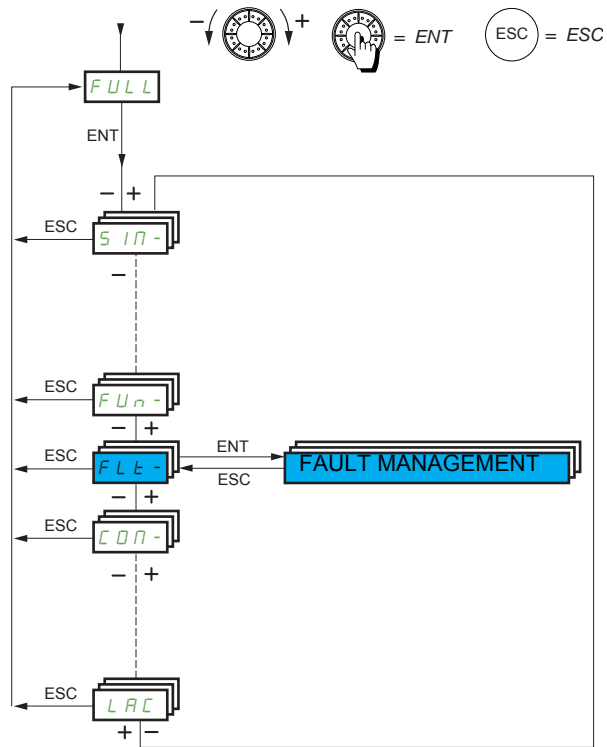 − + = ENT ESC = ESC
FULL
ENT
− +
ESC
SIM-
−
ESC
FUn-
− +
ESC
FLt-
ENT
FAULT MANAGEMENT
ESC
− +
ESC
COM-
− +
ESC
LAC
+ −